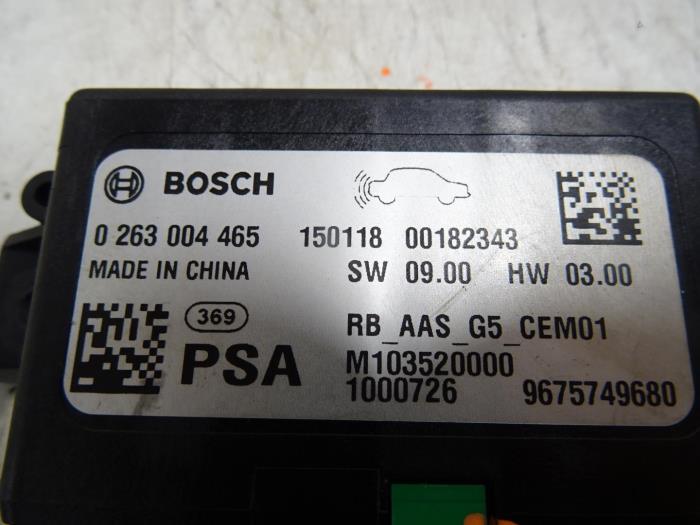 BOSCH
0 263 004 465 150118 00182343
MADE IN CHINA SW 09.00 HW 03.00
369 RB_AAS_G5_CEM01
PSA M103520000
1000726 9675749680